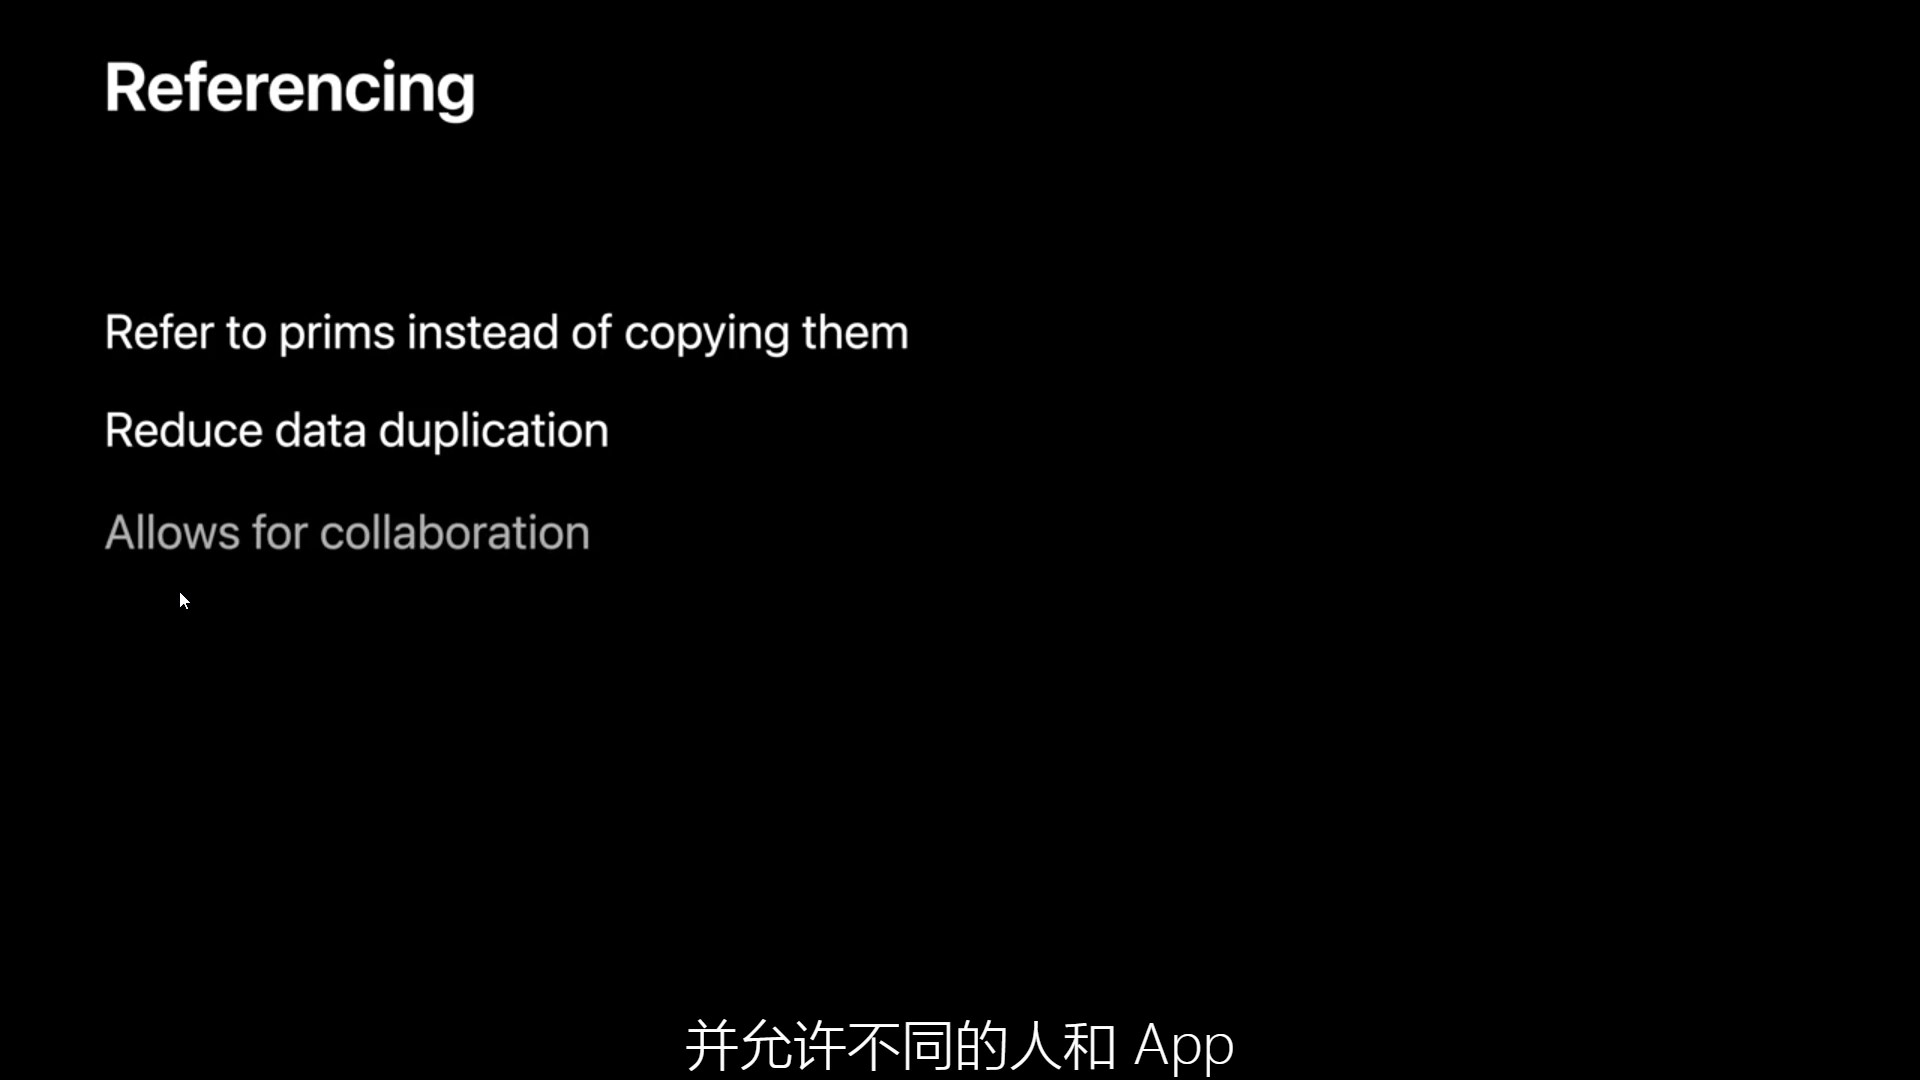 Referencing
Refer to prims instead of copying them
Reduce data duplication
Allows for collaboration
并允许不同的人和 App